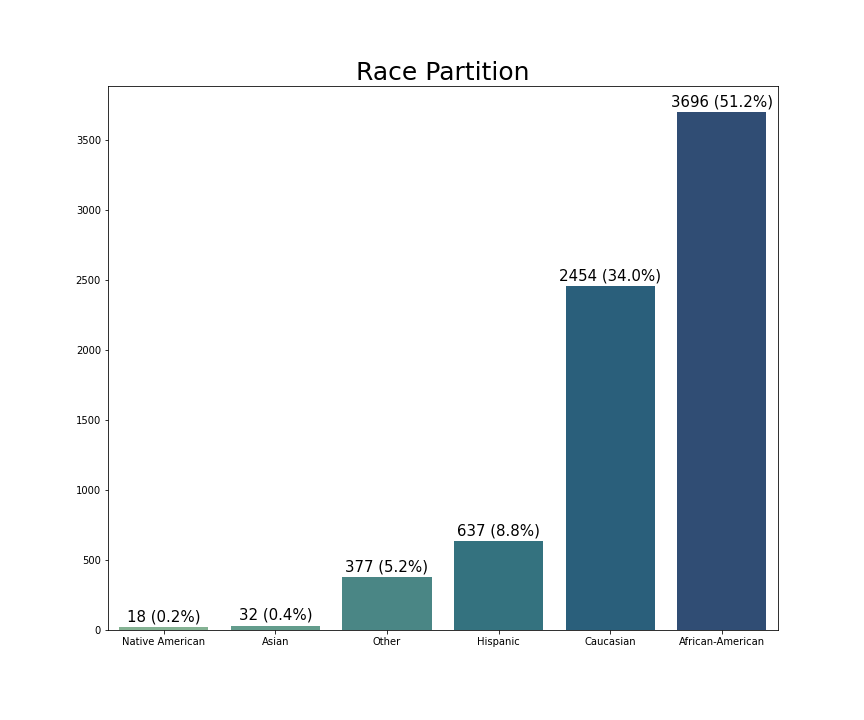 Race Partition
3696 (51.2%)
3500
3000
2454 (34.0%)
2500
2000
1500
1000
637 (8.8%)
500
377 (5.2%)
18 (0.2%)
32 (0.4%)
0
Native American
Asian
Other
Hispanic
Caucasian
African-American